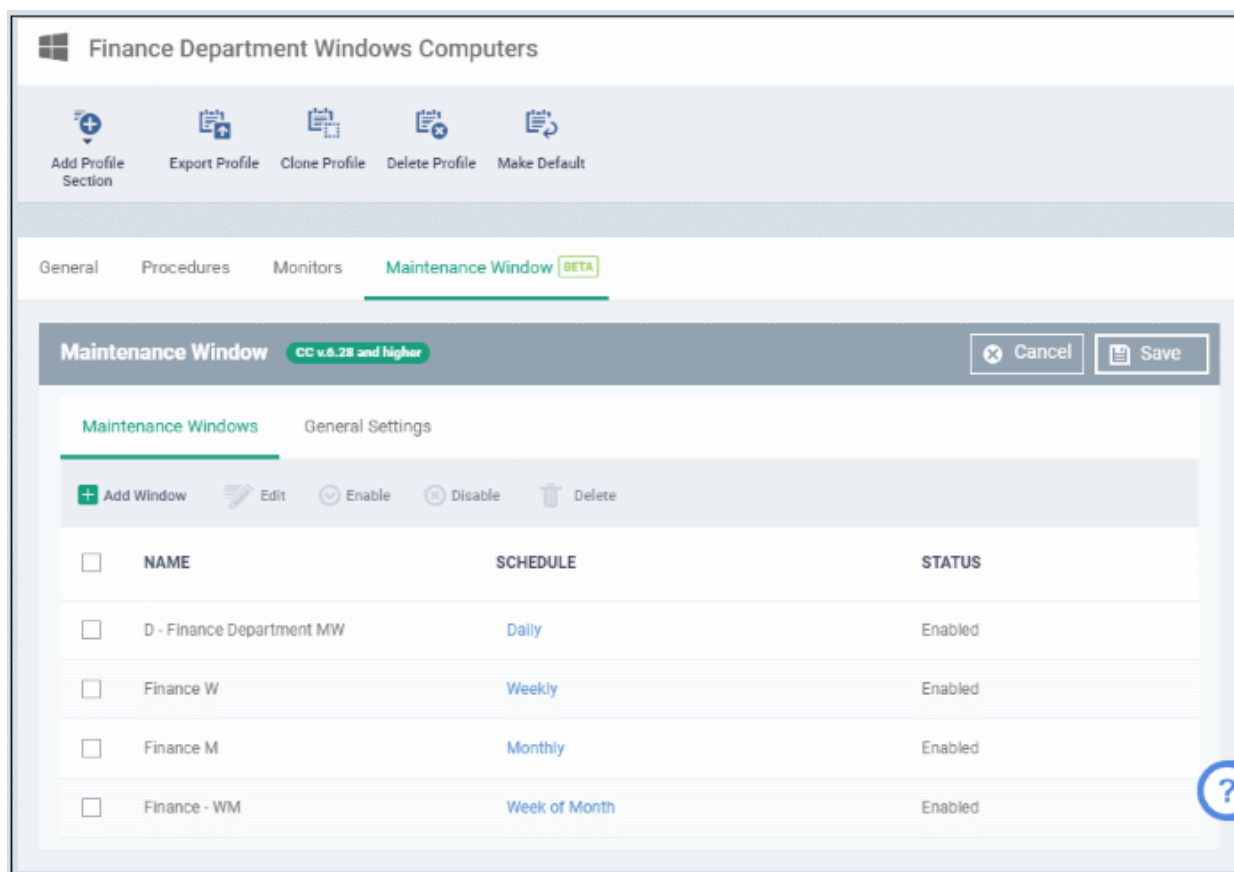 Finance Department Windows Computers
Add Profile Section
Export Profile
Clone Profile
Delete Profile
Make Default
General Procedures Monitors Maintenance Window BETA
Maintenance Window CC v.6.28 and higher Cancel Save
Maintenance Windows General Settings
Add Window Edit Enable Disable Delete
NAME SCHEDULE STATUS
D - Finance Department MW Daily Enabled
Finance W Weekly Enabled
Finance M Monthly Enabled
Finance - WM Week of Month Enabled
?